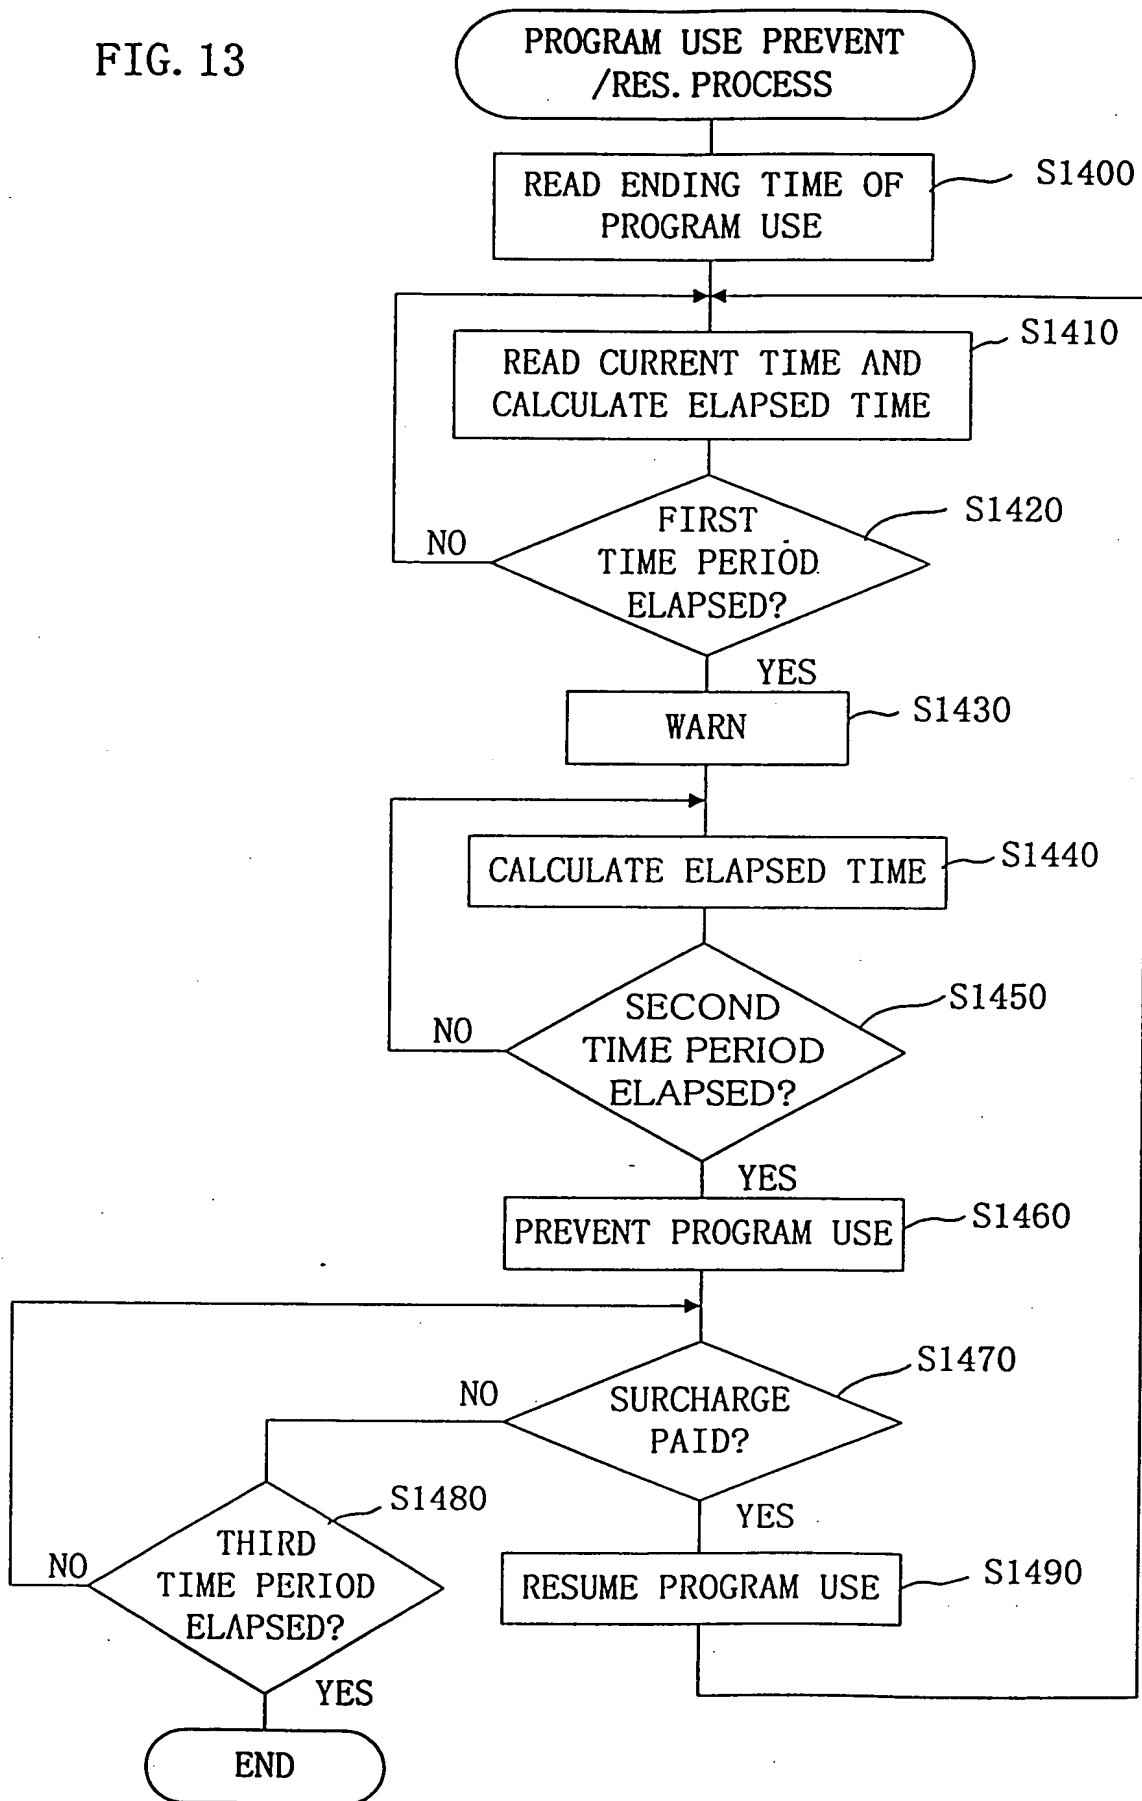 FIG. 13
PROGRAM USE PREVENT
/RES. PROCESS
READ ENDING TIME OF
PROGRAM USE
S1400
READ CURRENT TIME AND
CALCULATE ELAPSED TIME
S1410
FIRST
TIME PERIOD
ELAPSED?
S1420
NO
YES
WARN
S1430
CALCULATE ELAPSED TIME
S1440
SECOND
TIME PERIOD
ELAPSED?
S1450
NO
YES
PREVENT PROGRAM USE
S1460
SURCHARGE
PAID?
S1470
NO
YES
THIRD
TIME PERIOD
ELAPSED?
S1480
NO
YES
RESUME PROGRAM USE
S1490
END